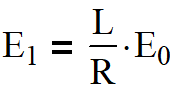 E₁ = L/R · E₀